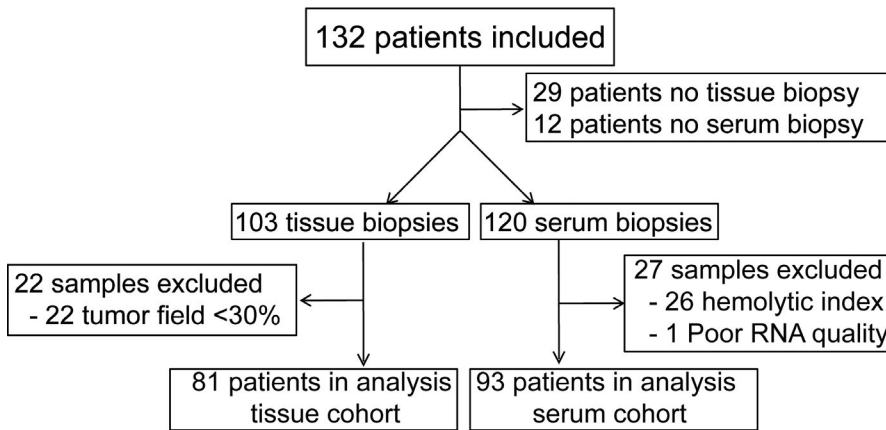 132 patients included
29 patients no tissue biopsy
12 patients no serum biopsy
103 tissue biopsies
120 serum biopsies
22 samples excluded
- 22 tumor field <30%
27 samples excluded
- 26 hemolytic index
- 1 Poor RNA quality
81 patients in analysis
tissue cohort
93 patients in analysis
serum cohort